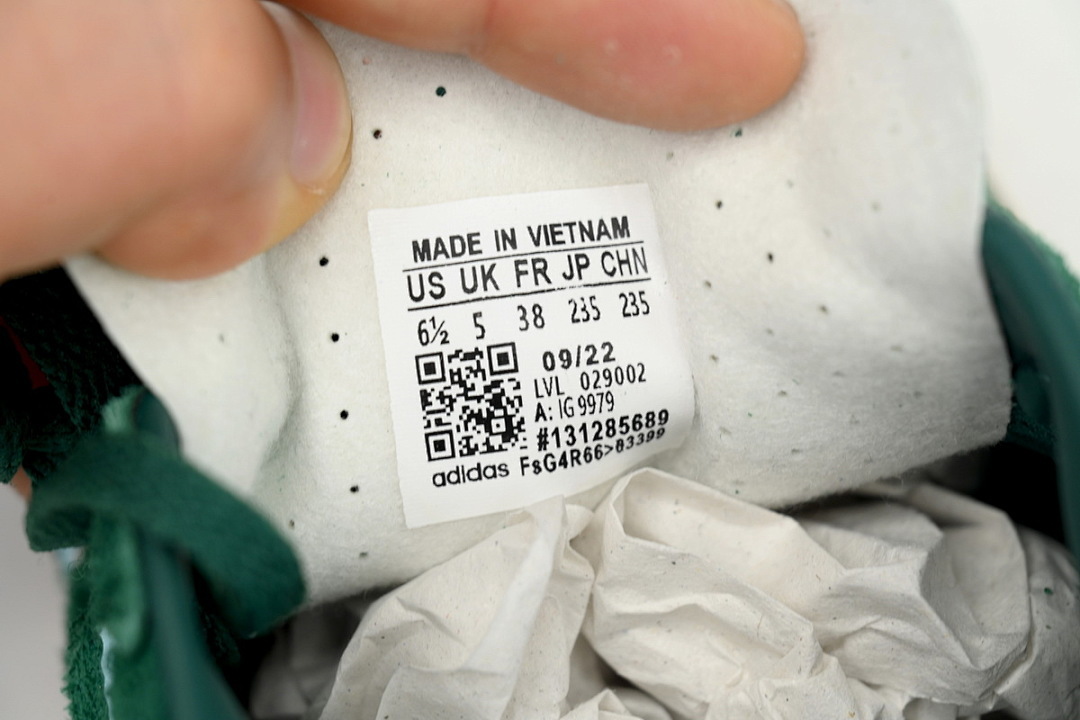 MADE IN VIETNAM
US UK FR JP CHN
6½ 5 38 235 235
09/22
LVL 029002
A: IG9979
#131285689
adidas FsG4R66>83399